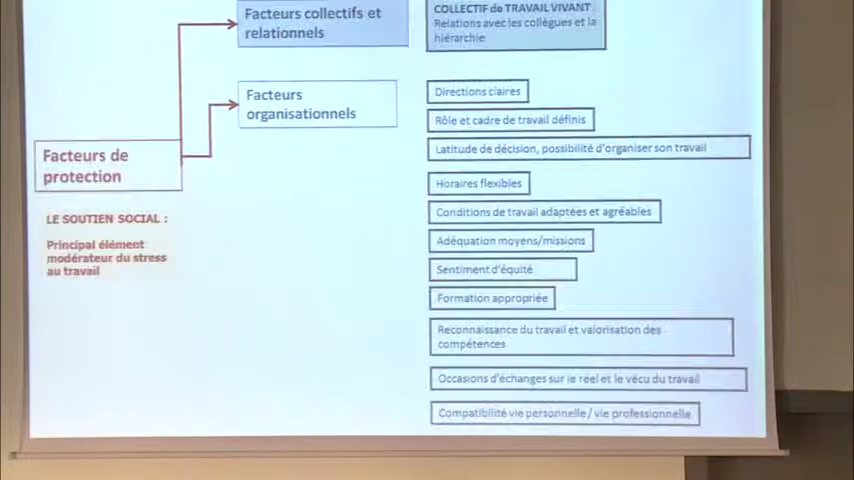 Facteurs collectifs et
relationnels
COLLECTIF de TRAVAIL VIVANT
Relations avec les collègues et la
hiérarchie
Facteurs
organisationnels
Facteurs de
protection
LE SOUTIEN SOCIAL :
Principal élément
modérateur du stress
au travail
Directions claires
Rôle et cadre de travail définis
Latitude de décision, possibilité d'organiser son travail
Horaires flexibles
Conditions de travail adaptées et agréables
Adéquation moyens/missions
Sentiment d'équité
Formation appropriée
Reconnaissance du travail et valorisation des
compétences
Occasions d'échanges sur le réel et le vécu du travail
Compatibilité vie personnelle / vie professionnelle